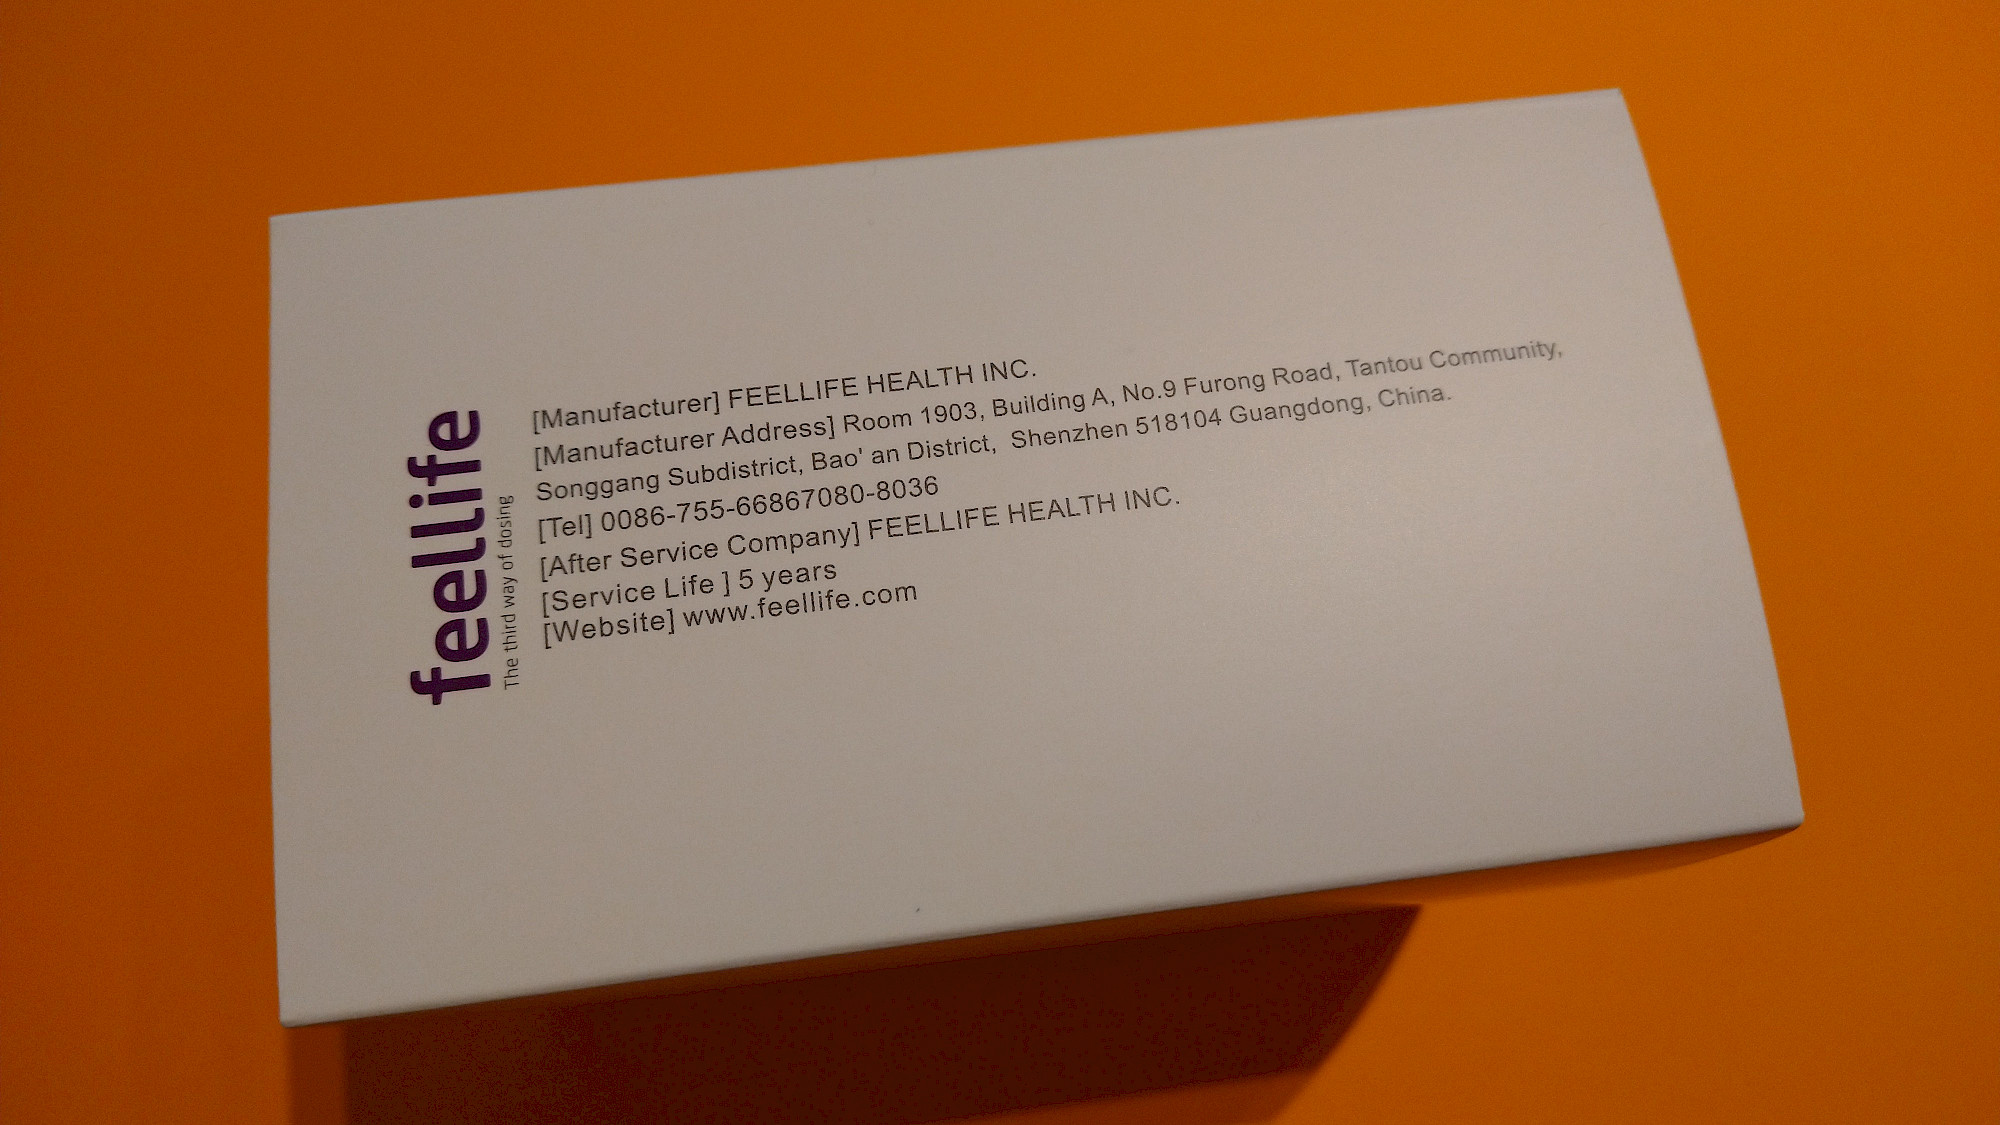 feellife
The third way of dosing
[Manufacturer] FEELLIFE HEALTH INC.
[Manufacturer Address] Room 1903, Building A, No.9 Furong Road, Tantou Community,
Songgang Subdistrict, Bao' an District, Shenzhen 518104 Guangdong, China.
[Tel] 0086-755-66867080-8036
[After Service Company] FEELLIFE HEALTH INC.
[Service Life ] 5 years
[Website] www.feellife.com